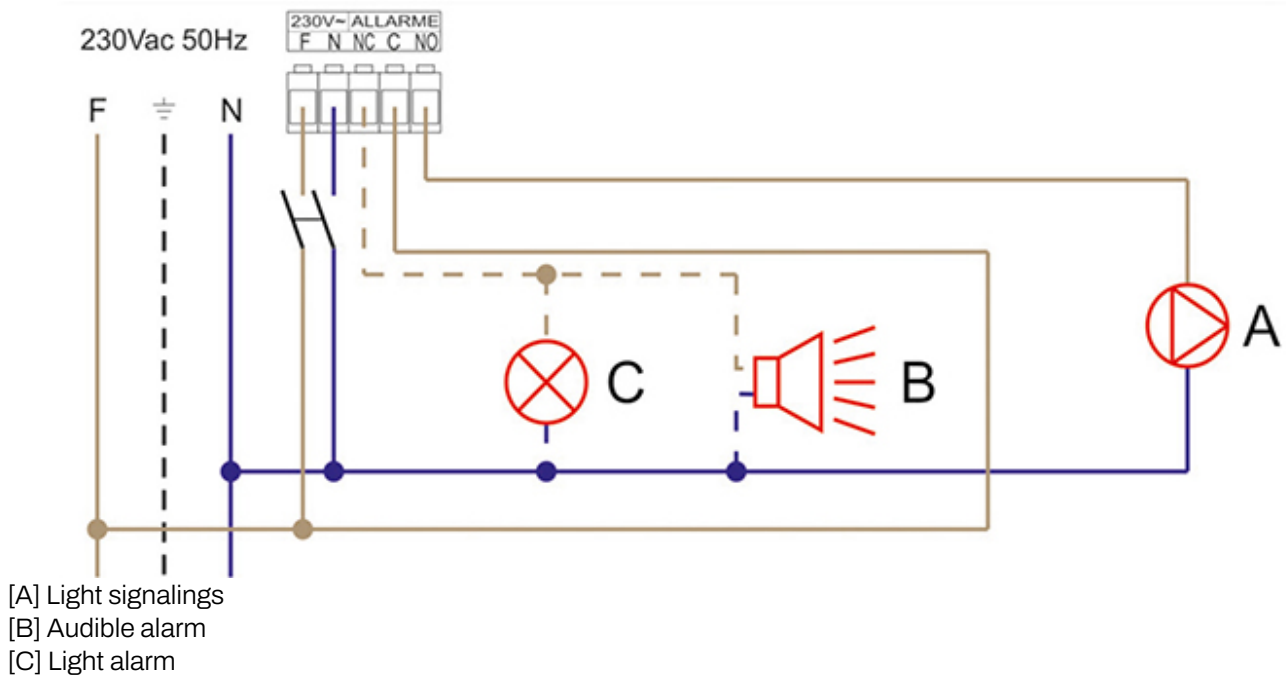 230V~ ALLARME
230Vac 50Hz F N NC C NO
F N
A
C B
[A] Light signalings
[B] Audible alarm
[C] Light alarm